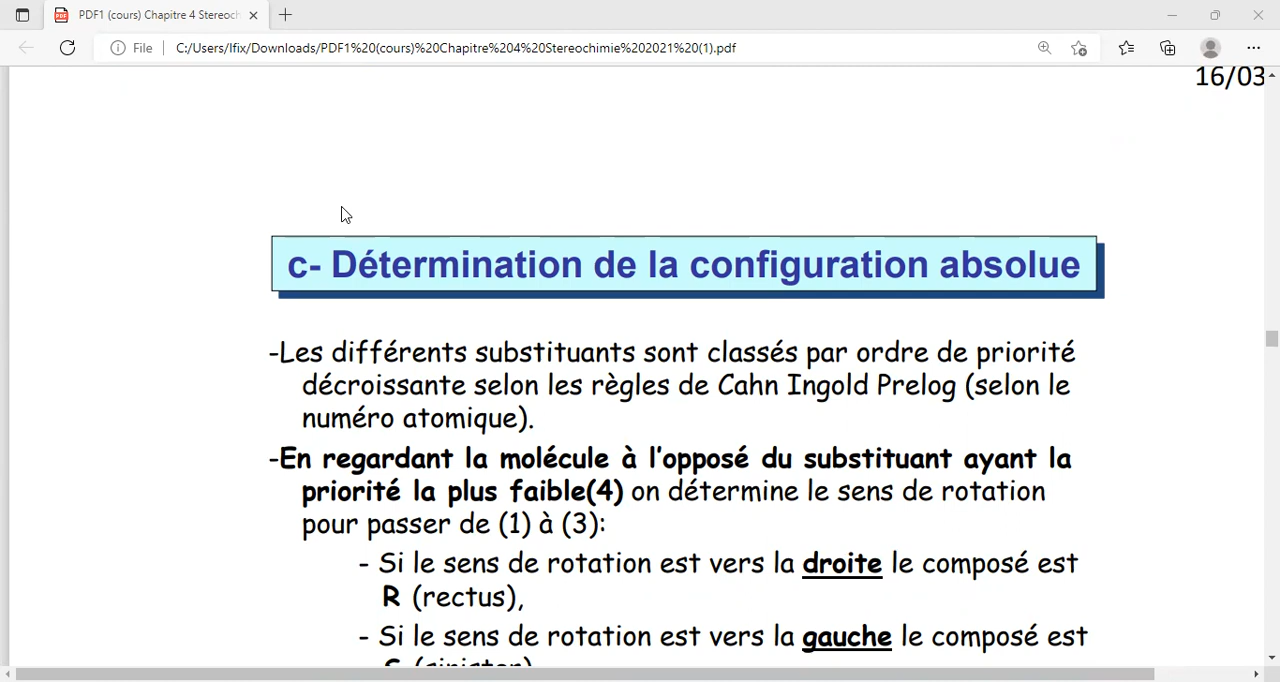 PDF1 (cours) Chapitre 4 Stereoch
File
C:/Users/Ifix/Downloads/PDF1%20(cours)%20Chapitre%204%20Stereochimie%202021%20(1).pdf
16/03
c- Détermination de la configuration absolue
-Les différents substituants sont classés par ordre de priorité
décroissante selon les règles de Cahn Ingold Prelog (selon le
numéro atomique).
-En regardant la molécule à l'opposé du substituant ayant la
priorité la plus faible(4) on détermine le sens de rotation
pour passer de (1) à (3):
- Si le sens de rotation est vers la droite le composé est
R (rectus),
- Si le sens de rotation est vers la gauche le composé est
S (sinister)